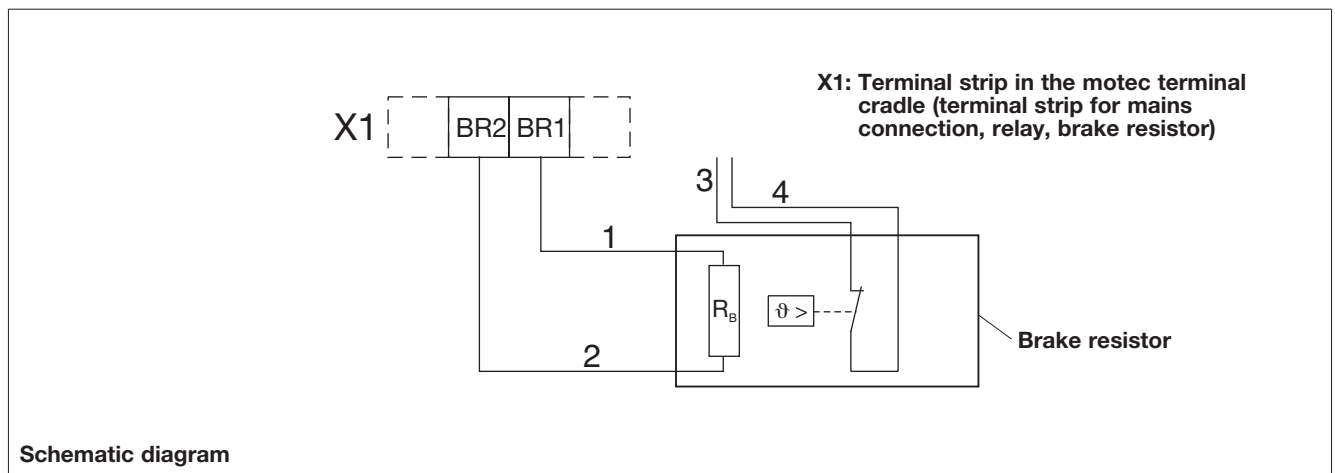 X1: Terminal strip in the motec terminal
cradle (terminal strip for mains
connection, relay, brake resistor)
X1
BR2 BR1
3
4
1
R_B
ϑ >
2
Brake resistor
Schematic diagram